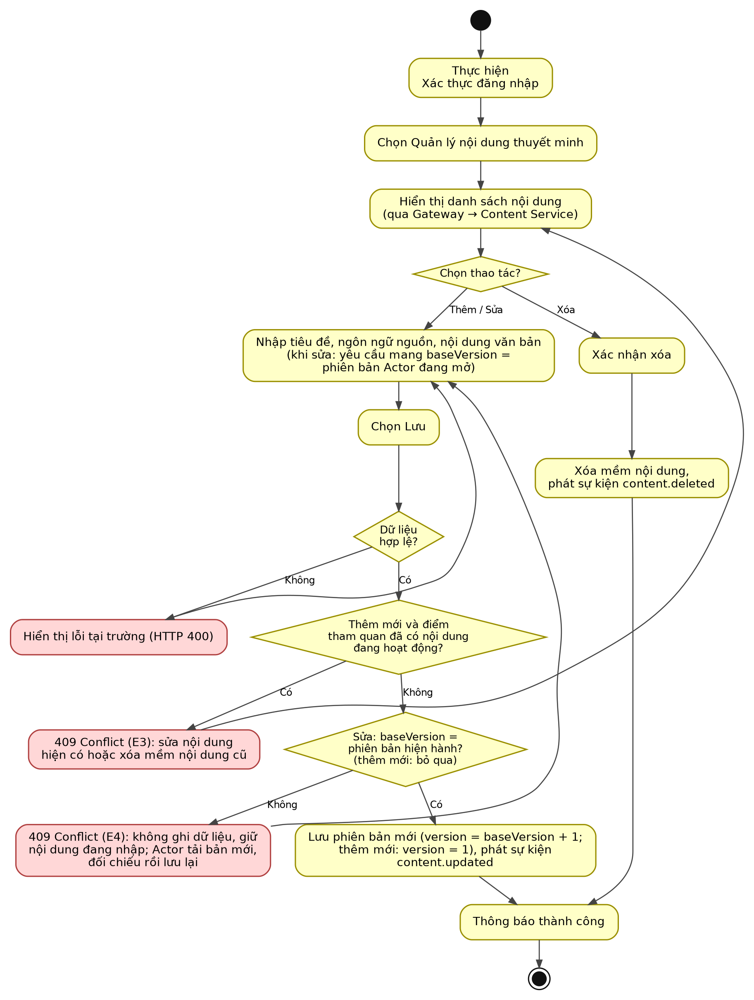 Thực hiện
Xác thực đăng nhập
Chọn Quản lý nội dung thuyết minh
Hiển thị danh sách nội dung
(qua Gateway → Content Service)
Chọn thao tác?
Thêm / Sửa
Xóa
Nhập tiêu đề, ngôn ngữ nguồn, nội dung văn bản
(khi sửa: yêu cầu mang baseVersion =
phiên bản Actor đang mở)
Xác nhận xóa
Chọn Lưu
Xóa mềm nội dung,
phát sự kiện content.deleted
Dữ liệu
hợp lệ?
Không
Có
Hiển thị lỗi tại trường (HTTP 400)
Thêm mới và điểm
tham quan đã có nội dung
đang hoạt động?
Có
Không
409 Conflict (E3): sửa nội dung
hiện có hoặc xóa mềm nội dung cũ
Sửa: baseVersion =
phiên bản hiện hành?
(thêm mới: bỏ qua)
Không
Có
409 Conflict (E4): không ghi dữ liệu, giữ
nội dung đang nhập; Actor tải bản mới,
đối chiếu rồi lưu lại
Lưu phiên bản mới (version = baseVersion + 1;
thêm mới: version = 1), phát sự kiện
content.updated
Thông báo thành công